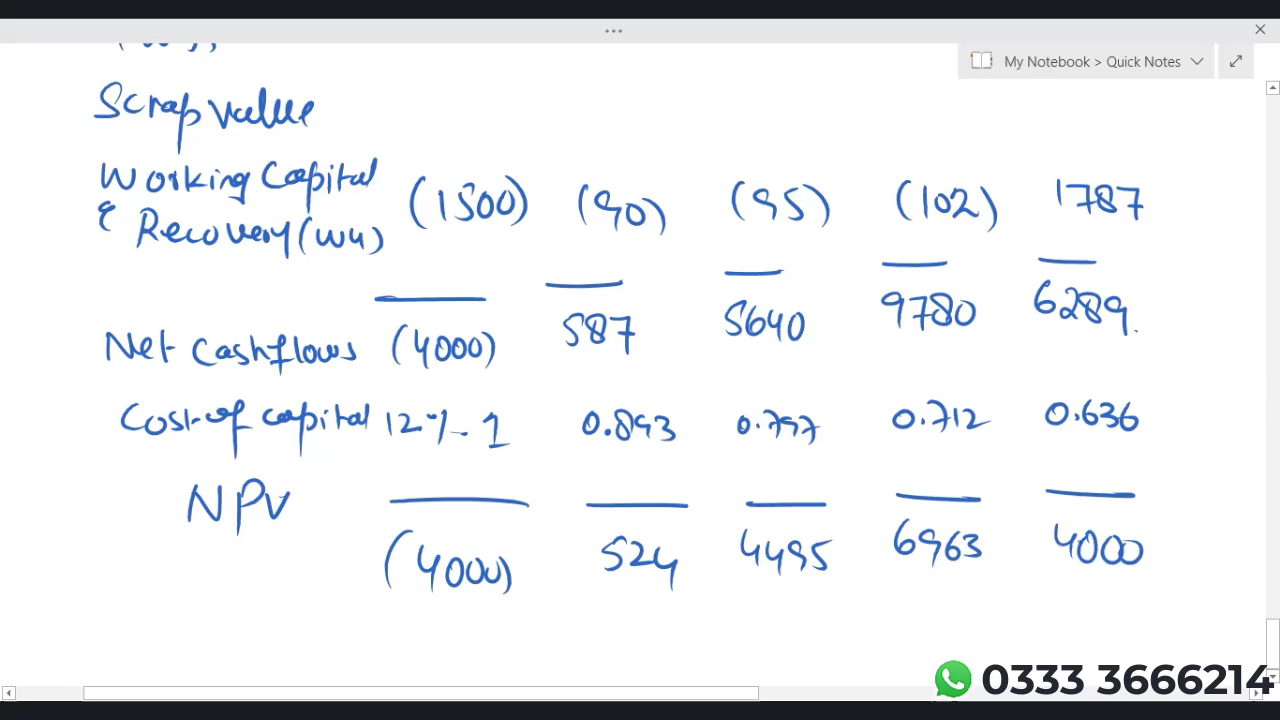 My Notebook > Quick Notes
Scrap value
Working Capital (1500) (90) (95) (102) 1787
& Recovery (W4)
Net Cashflows (4000) 587 5640 9780 6289
Cost of capital 12% 1 0.893 0.797 0.712 0.636
NPV (4000) 524 4495 6963 4000
0333 3666214